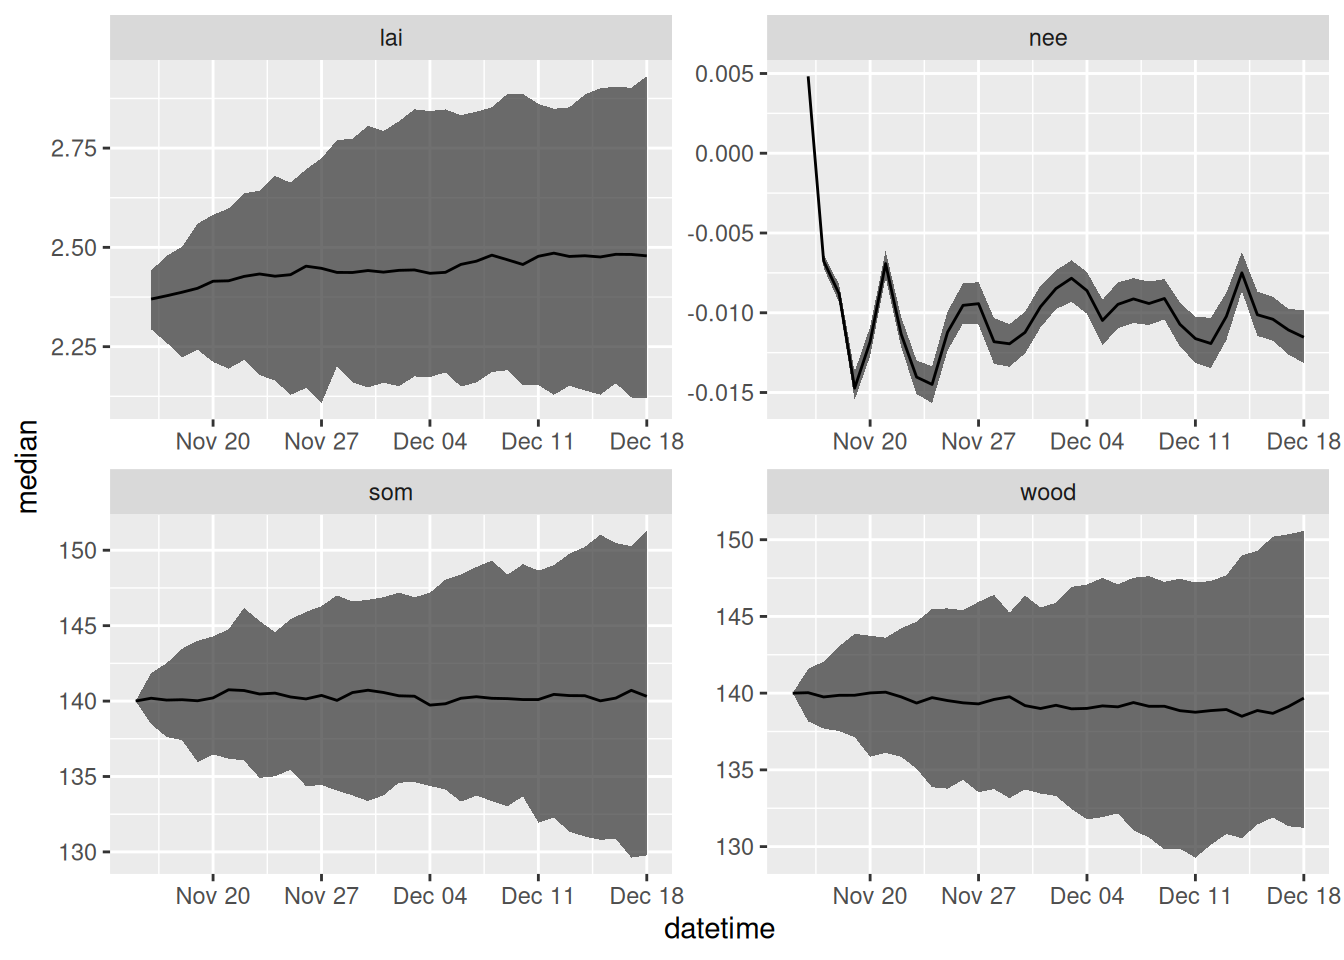 lai
nee
2.75
2.50
2.25
0.005
0.000
-0.005
-0.010
-0.015
Nov 20 Nov 27 Dec 04 Dec 11 Dec 18
Nov 20 Nov 27 Dec 04 Dec 11 Dec 18
median
som
wood
150
145
140
135
130
150
145
140
135
130
Nov 20 Nov 27 Dec 04 Dec 11 Dec 18
Nov 20 Nov 27 Dec 04 Dec 11 Dec 18
datetime